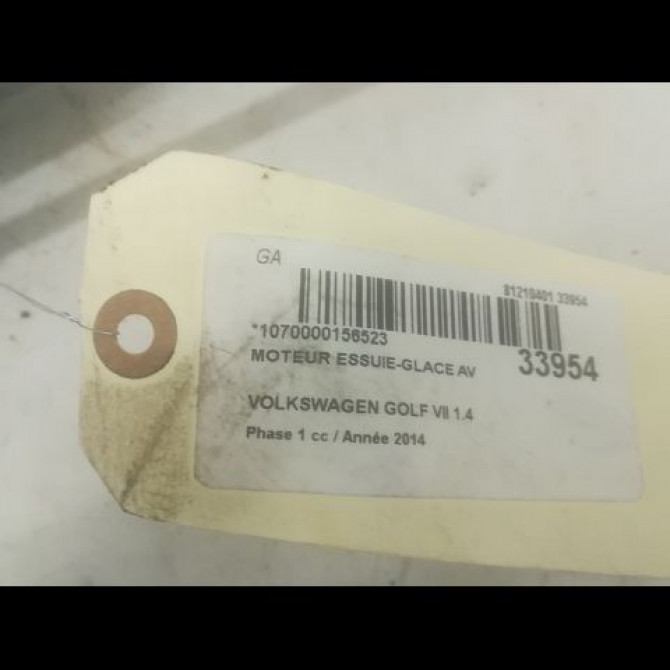 GA
81210401 33954
*1070000156523
33954
MOTEUR ESSUIE-GLACE AV
VOLKSWAGEN GOLF VII 1.4
Phase 1 cc / Année 2014